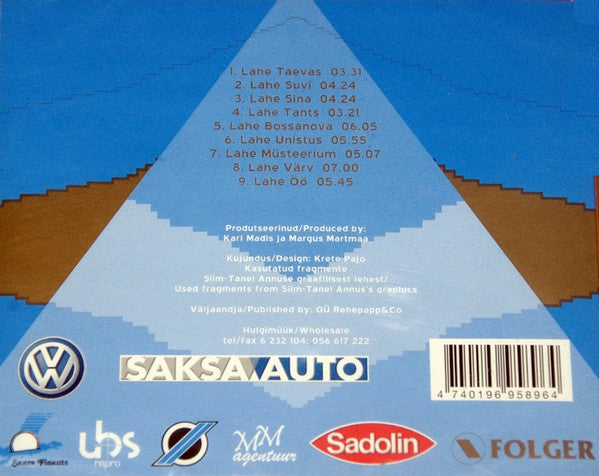 1. Lahe Taevas 03.31
2. Lahe Suvi 04.24
3. Lahe Sina 04.24
4. Lahe Tants 03.21
5. Lahe Bossanova 06.05
6. Lahe Unistus 05.55
7. Lahe Müsteerium 05.07
8. Lahe Värv 07.00
9. Lahe Öö 05.45
Produtseerinud/Produced by:
Karl Madis ja Margus Martmaa
Kujundus/Design: Krete Pajo
Kasutatud fragmente
Siim-Tanel Annuse graafilisest lehest/
Used fragments from Siim-Tanel Annus's graphics
Väljaandja/Published by: OÜ Rehepapp&Co
Hulgimüük/Wholesale
tel/fax 6 232 104; 056 617 222
VW
SAKSA AUTO
4 740196 958964
ubs
repro
MM
agentuur
Sadolin
FOLGER